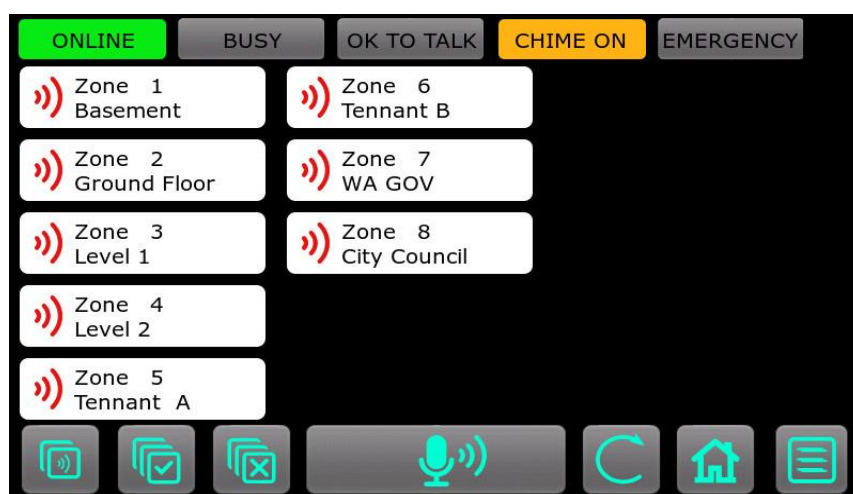 ONLINE BUSY OK TO TALK CHIME ON EMERGENCY
Zone 1
Basement
Zone 2
Ground Floor
Zone 3
Level 1
Zone 4
Level 2
Zone 5
Tennant A
Zone 6
Tennant B
Zone 7
WA GOV
Zone 8
City Council